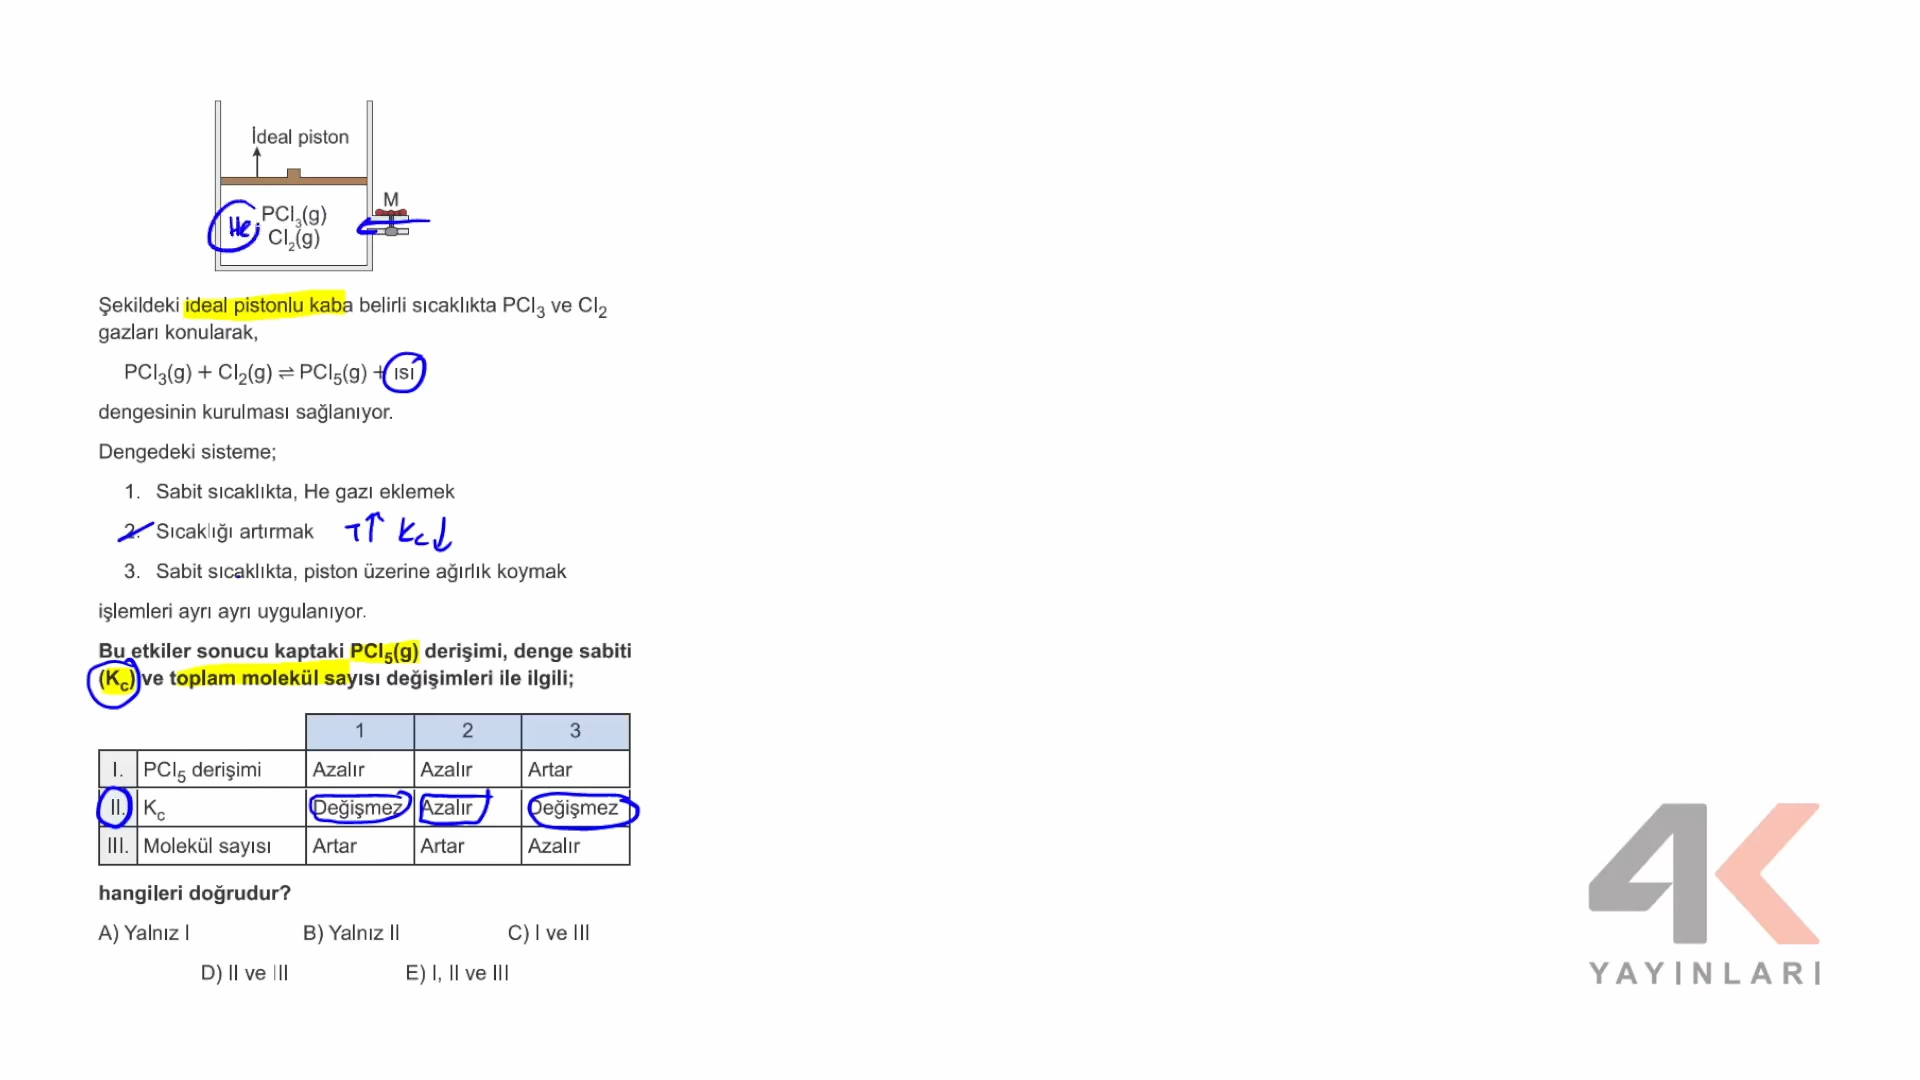 İdeal piston
M
He PCl₃(g)
Cl₂(g)
Şekildeki ideal pistonlu kaba belirli sıcaklıkta PCl₃ ve Cl₂
gazları konularak,
PCl₃(g) + Cl₂(g) ⇌ PCl₅(g) + ısı
dengesinin kurulması sağlanıyor.
Dengedeki sisteme;
1. Sabit sıcaklıkta, He gazı eklemek
2. Sıcaklığı artırmak T↑ Kc↓
3. Sabit sıcaklıkta, piston üzerine ağırlık koymak
işlemleri ayrı ayrı uygulanıyor.
Bu etkiler sonucu kaptaki PCl₅(g) derişimi, denge sabiti
(Kc) ve toplam molekül sayısı değişimleri ile ilgili;
1 2 3
I. PCl₅ derişimi Azalır Azalır Artar
II. Kc Değişmez Azalır Değişmez
III. Molekül sayısı Artar Artar Azalır
hangileri doğrudur?
A) Yalnız I B) Yalnız II C) I ve III
D) II ve III E) I, II ve III
4K
YAYINLARI